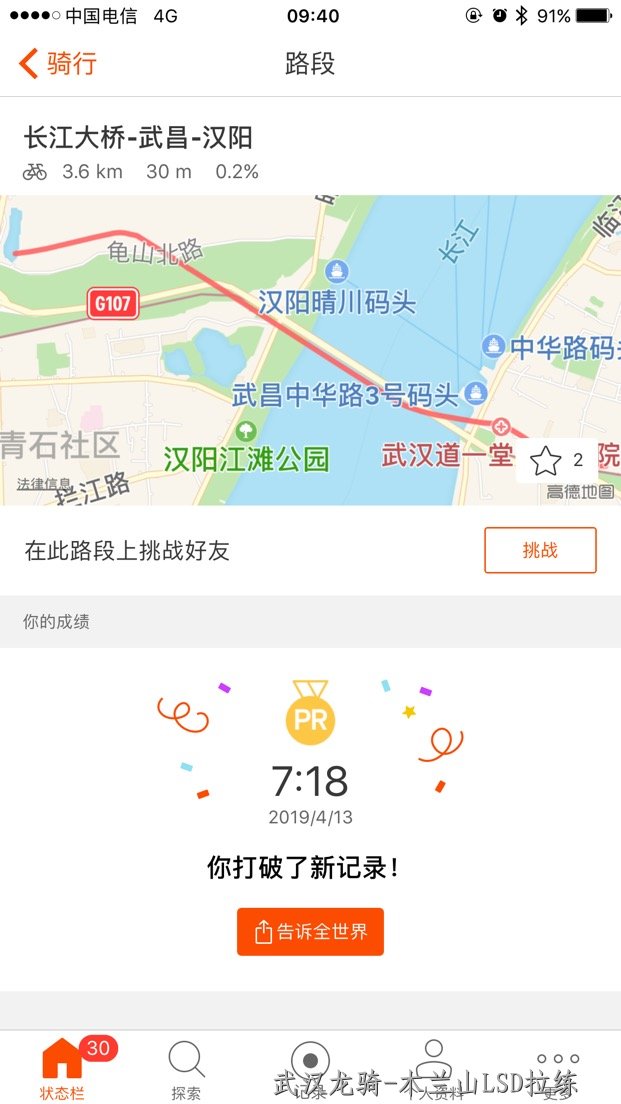 中国电信 4G 09:40 91%
骑行 路段
长江大桥-武昌-汉阳
3.6 km 30 m 0.2%
龟山北路
长江
G107
汉阳晴川码头
中华路码
武昌中华路3号码头
青石社区
汉阳江滩公园
武汉道一堂
院
2
法律信息
拦江路
高德地图
在此路段上挑战好友
挑战
你的成绩
PR
7:18
2019/4/13
你打破了新记录!
告诉全世界
30
状态栏 探索 记录 个人资料 更多
武汉龙骑-木兰山LSD拉练